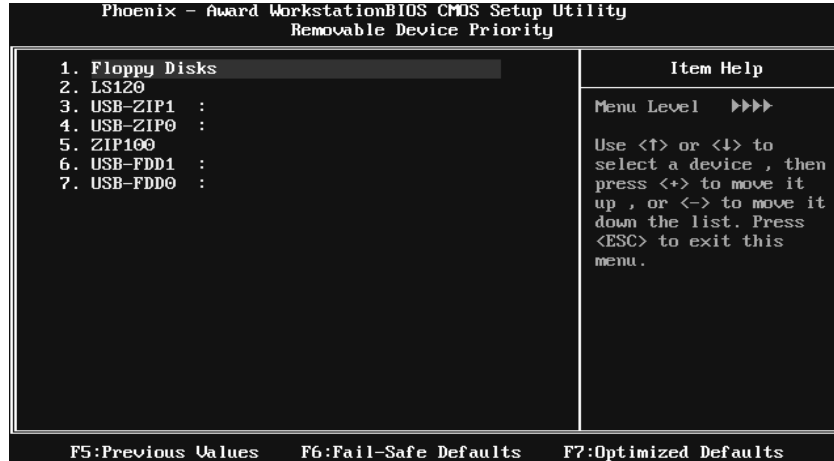 Phoenix - Award WorkstationBIOS CMOS Setup Utility
Removable Device Priority
1. Floppy Disks
2. LS120
3. USB-ZIP1 :
4. USB-ZIP0 :
5. ZIP100
6. USB-FDD1 :
7. USB-FDD0 :
Item Help
Menu Level ►►►►
Use <↑> or <↓> to
select a device , then
press <+> to move it
up , or <-> to move it
down the list. Press
<ESC> to exit this
menu.
F5:Previous Values F6:Fail-Safe Defaults F7:Optimized Defaults